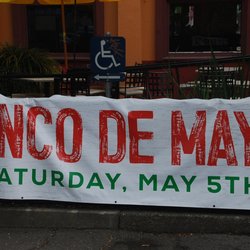 NCO DE MAY
ATURDAY, MAY 5TH